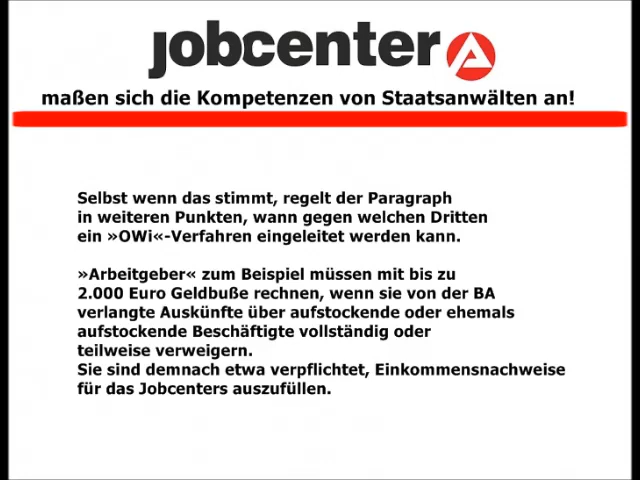 jobcenter
maßen sich die Kompetenzen von Staatsanwälten an!
Selbst wenn das stimmt, regelt der Paragraph
in weiteren Punkten, wann gegen welchen Dritten
ein »OWi«-Verfahren eingeleitet werden kann.
»Arbeitgeber« zum Beispiel müssen mit bis zu
2.000 Euro Geldbuße rechnen, wenn sie von der BA
verlangte Auskünfte über aufstockende oder ehemals
aufstockende Beschäftigte vollständig oder
teilweise verweigern.
Sie sind demnach etwa verpflichtet, Einkommensnachweise
für das Jobcenters auszufüllen.